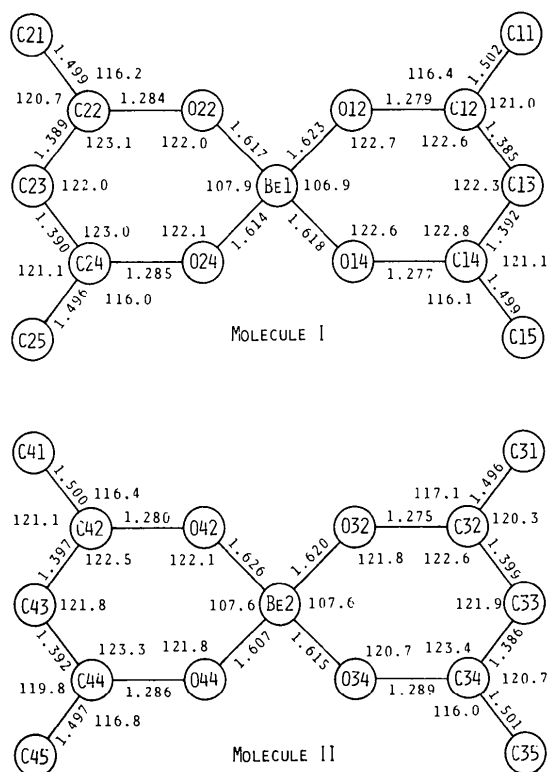 C21 C11
1.499 116.2 116.4 1.502
120.7 C22 1.284 O22 O12 1.279 C12 121.0
1.389 123.1 122.0 1.617 1.623 122.7 122.6 1.385
C23 122.0 107.9 BE1 106.9 122.3 C13
1.390 123.0 122.1 1.614 1.618 122.6 122.8 1.392
121.1 C24 1.285 O24 O14 1.277 C14 121.1
1.496 116.0 116.1 1.499
C25 C15
MOLECULE I
C41 C31
1.500 116.4 117.1 1.496
121.1 C42 1.280 O42 O32 1.275 C32 120.3
1.397 122.5 122.1 1.626 1.620 121.8 122.6 1.399
C43 121.8 107.6 BE2 107.6 121.9 C33
1.392 123.3 121.8 1.607 1.615 120.7 123.4 1.386
119.8 C44 1.286 O44 O34 1.289 C34 120.7
1.497 116.8 116.0 1.501
C45 C35
MOLECULE II